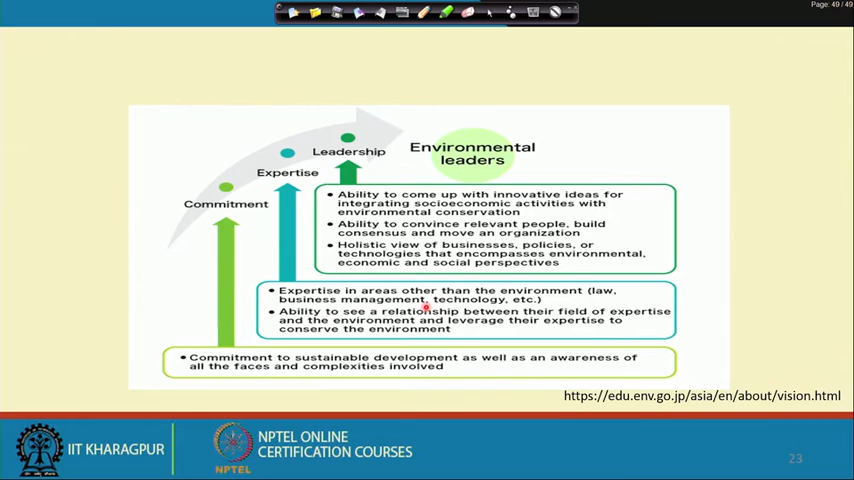 Page: 49 / 49
Environmental
leaders
Leadership
Expertise
Commitment
• Ability to come up with innovative ideas for
integrating socioeconomic activities with
environmental conservation
• Ability to convince relevant people, build
consensus and move an organization
• Holistic view of businesses, policies, or
technologies that encompasses environmental,
economic and social perspectives
• Expertise in areas other than the environment (law,
business management, technology, etc.)
• Ability to see a relationship between their field of expertise
and the environment and leverage their expertise to
conserve the environment
• Commitment to sustainable development as well as an awareness of
all the faces and complexities involved
https://edu.env.go.jp/asia/en/about/vision.html
IIT KHARAGPUR
NPTEL
NPTEL ONLINE
CERTIFICATION COURSES
23